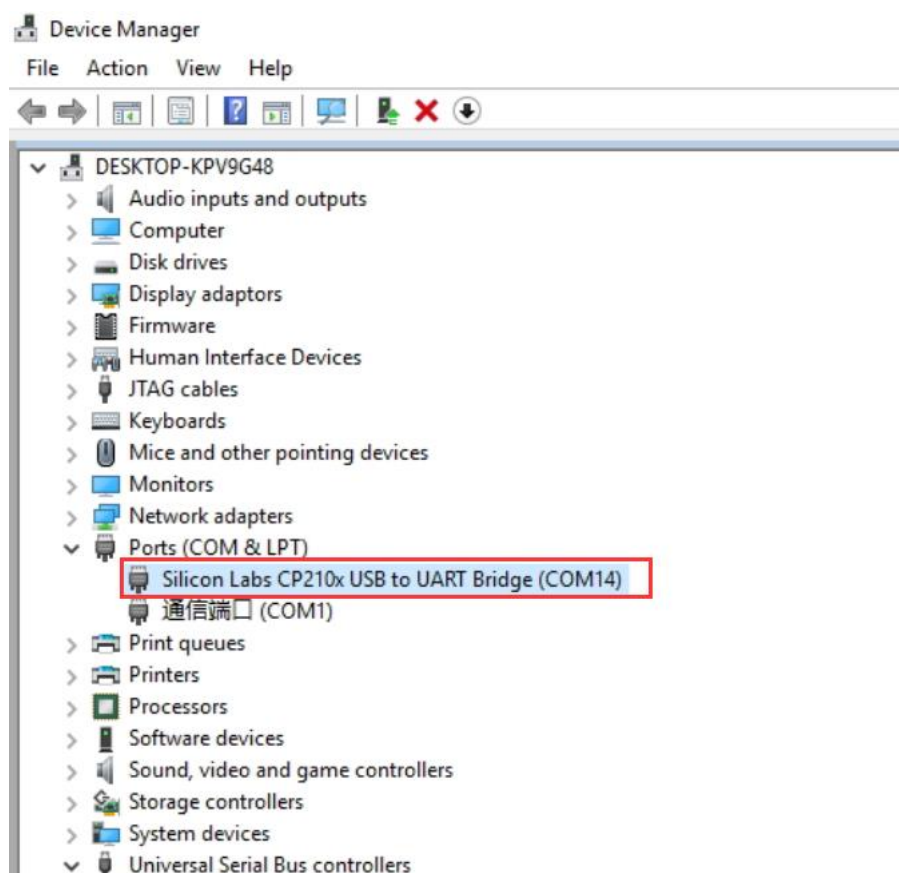 Device Manager
File Action View Help
DESKTOP-KPV9G48
Audio inputs and outputs
Computer
Disk drives
Display adaptors
Firmware
Human Interface Devices
JTAG cables
Keyboards
Mice and other pointing devices
Monitors
Network adapters
Ports (COM & LPT)
Silicon Labs CP210x USB to UART Bridge (COM14)
通信端口 (COM1)
Print queues
Printers
Processors
Software devices
Sound, video and game controllers
Storage controllers
System devices
Universal Serial Bus controllers